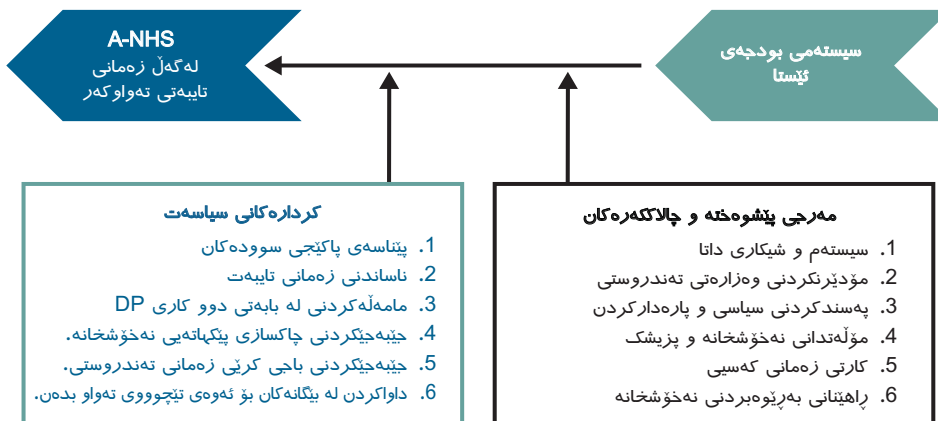 سیستەمی بودجەی
ئێستا
A-NHS
لەگەڵ زەمانی
تایبەتی تەواوکەر
مەرجی پێشوەختە و چالاککەرەکان
1. سیستەم و شیکاری داتا
2. مۆدێرنکردنی وەزارەتی تەندروستی
3. پەسندکردنی سیاسی و پارەدارکردن
4. مۆڵەتدانی نەخۆشخانە و پزیشک
5. کارتی زەمانی کەسیی
6. ڕاهێنانی بەڕێوەبردنی نەخۆشخانە
کردارەکانی سیاسەت
1. پێناسەی پاکێجی سوودەکان
2. ناساندنی زەمانی تایبەت
3. مامەڵەکردنی لە بابەتی دوو کاری DP
4. جێبەجێکردنی چاکسازی پێکهاتەیی نەخۆشخانە.
5. جێبەجێکردنی باجی کرێی زەمانی تەندروستی.
6. داواکردن لە بێگانەکان بۆ ئەوەی تێچوووی تەواو بدەن.